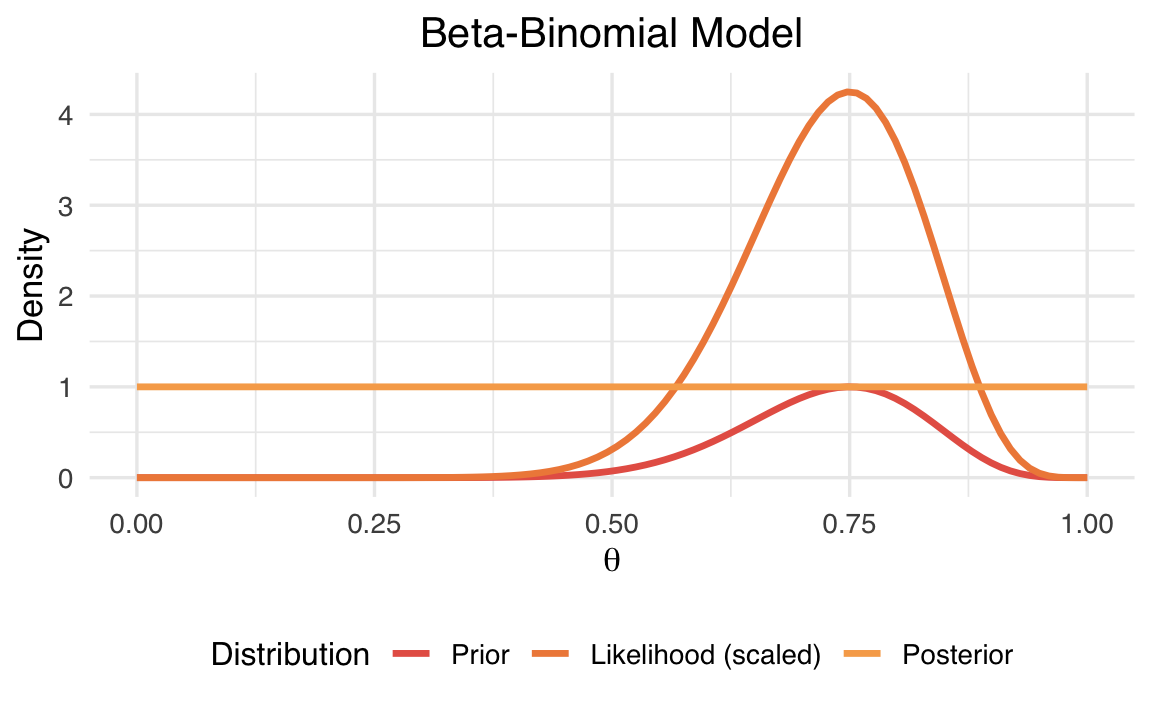 Beta-Binomial Model
Density
4
3
2
1
0
0.00 0.25 0.50 0.75 1.00
θ
Distribution Prior Likelihood (scaled) Posterior